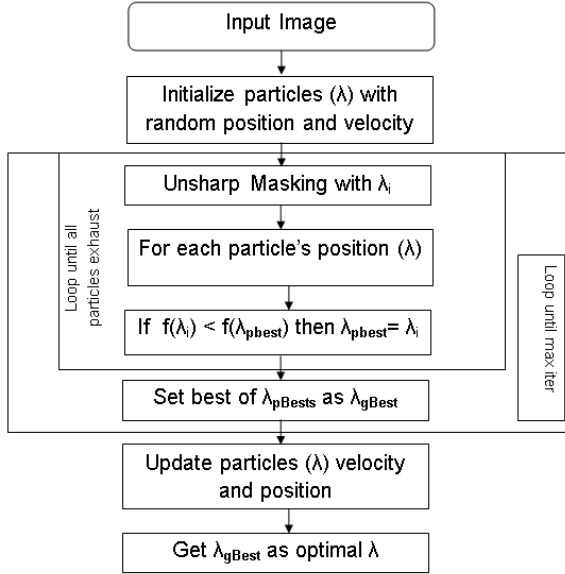 Input Image
Initialize particles (λ) with
random position and velocity
Unsharp Masking with λi
For each particle's position (λ)
If f(λi) < f(λpbest) then λpbest= λi
Loop until all
particles exhaust
Loop until max iter
Set best of λpBests as λgBest
Update particles (λ) velocity
and position
Get λgBest as optimal λ